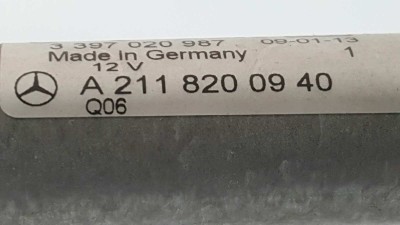 3 397 020 987 09-01-13
Made In Germany 1
12 V
A 211 820 09 40
Q06